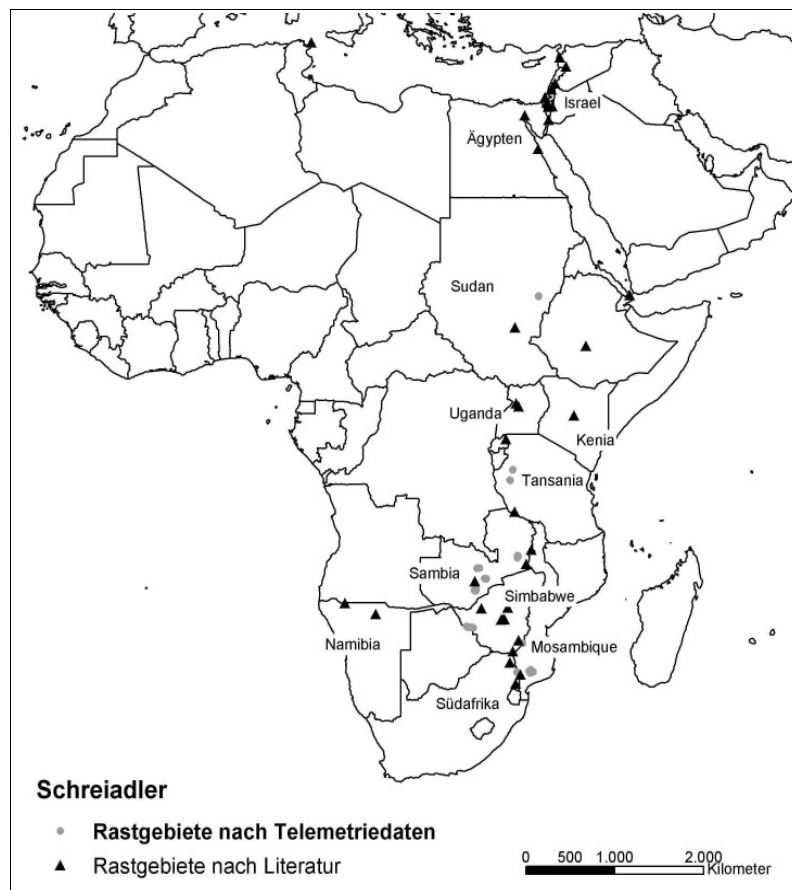 Israel
Ägypten
Sudan
Uganda
Kenia
Tansania
Sambia
Simbabwe
Namibia
Mosambique
Südafrika
Schreiadler
Rastgebiete nach Telemetriedaten
Rastgebiete nach Literatur
0 500 1.000 2.000
Kilometer